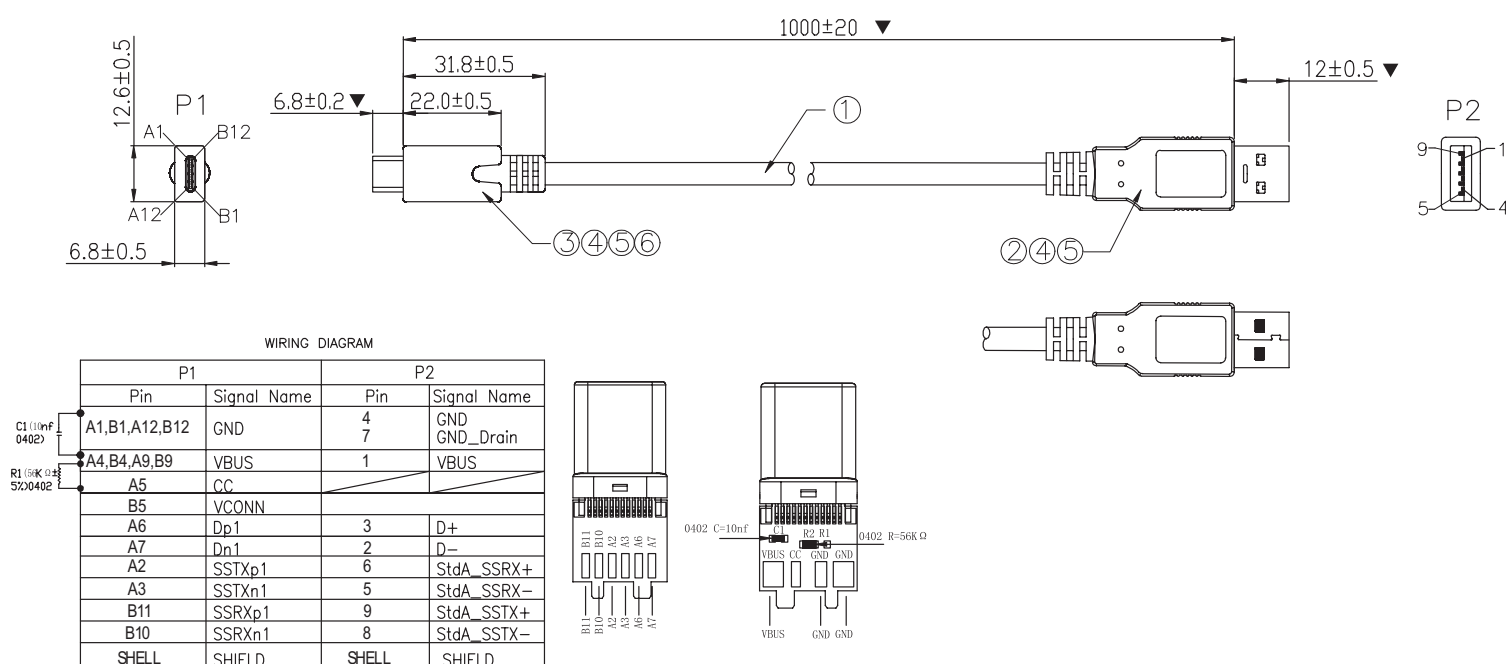 1000±20 ▼
31.8±0.5
12±0.5 ▼
12.6±0.5
P1
6.8±0.2 ▼
22.0±0.5
①
P2
A1
B12
9
1
A12
B1
5
4
③④⑤⑥
②④⑤
6.8±0.5
WIRING DIAGRAM
P1 P2
Pin Signal Name Pin Signal Name
C1(10nf
0402)
A1,B1,A12,B12 GND 4 GND
7 GND_Drain
A4,B4,A9,B9 VBUS 1 VBUS
R1(56KΩ±
5%)0402
A5 CC
B5 VCONN
A6 Dp1 3 D+
A7 Dn1 2 D-
A2 SSTXp1 6 StdA_SSRX+
A3 SSTXn1 5 StdA_SSRX-
B11 SSRXp1 9 StdA_SSTX+
B10 SSRXn1 8 StdA_SSTX-
SHELL SHIELD SHELL SHIELD
B11 B10 A2 A3 A6 A7
B11 B10 A2 A3 A6 A7
0402 C=10nf
C1
R2 R1
0402 R=56KΩ
VBUS CC GND GND
VBUS GND GND